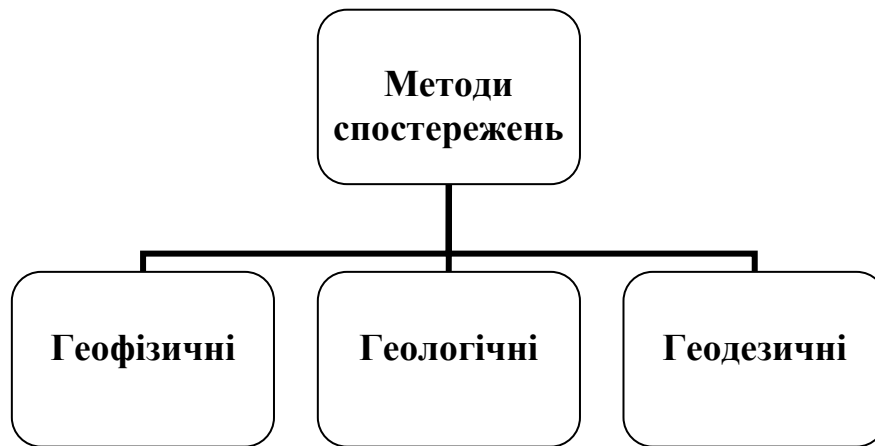 Методи
спостережень
Геофізичні
Геологічні
Геодезичні